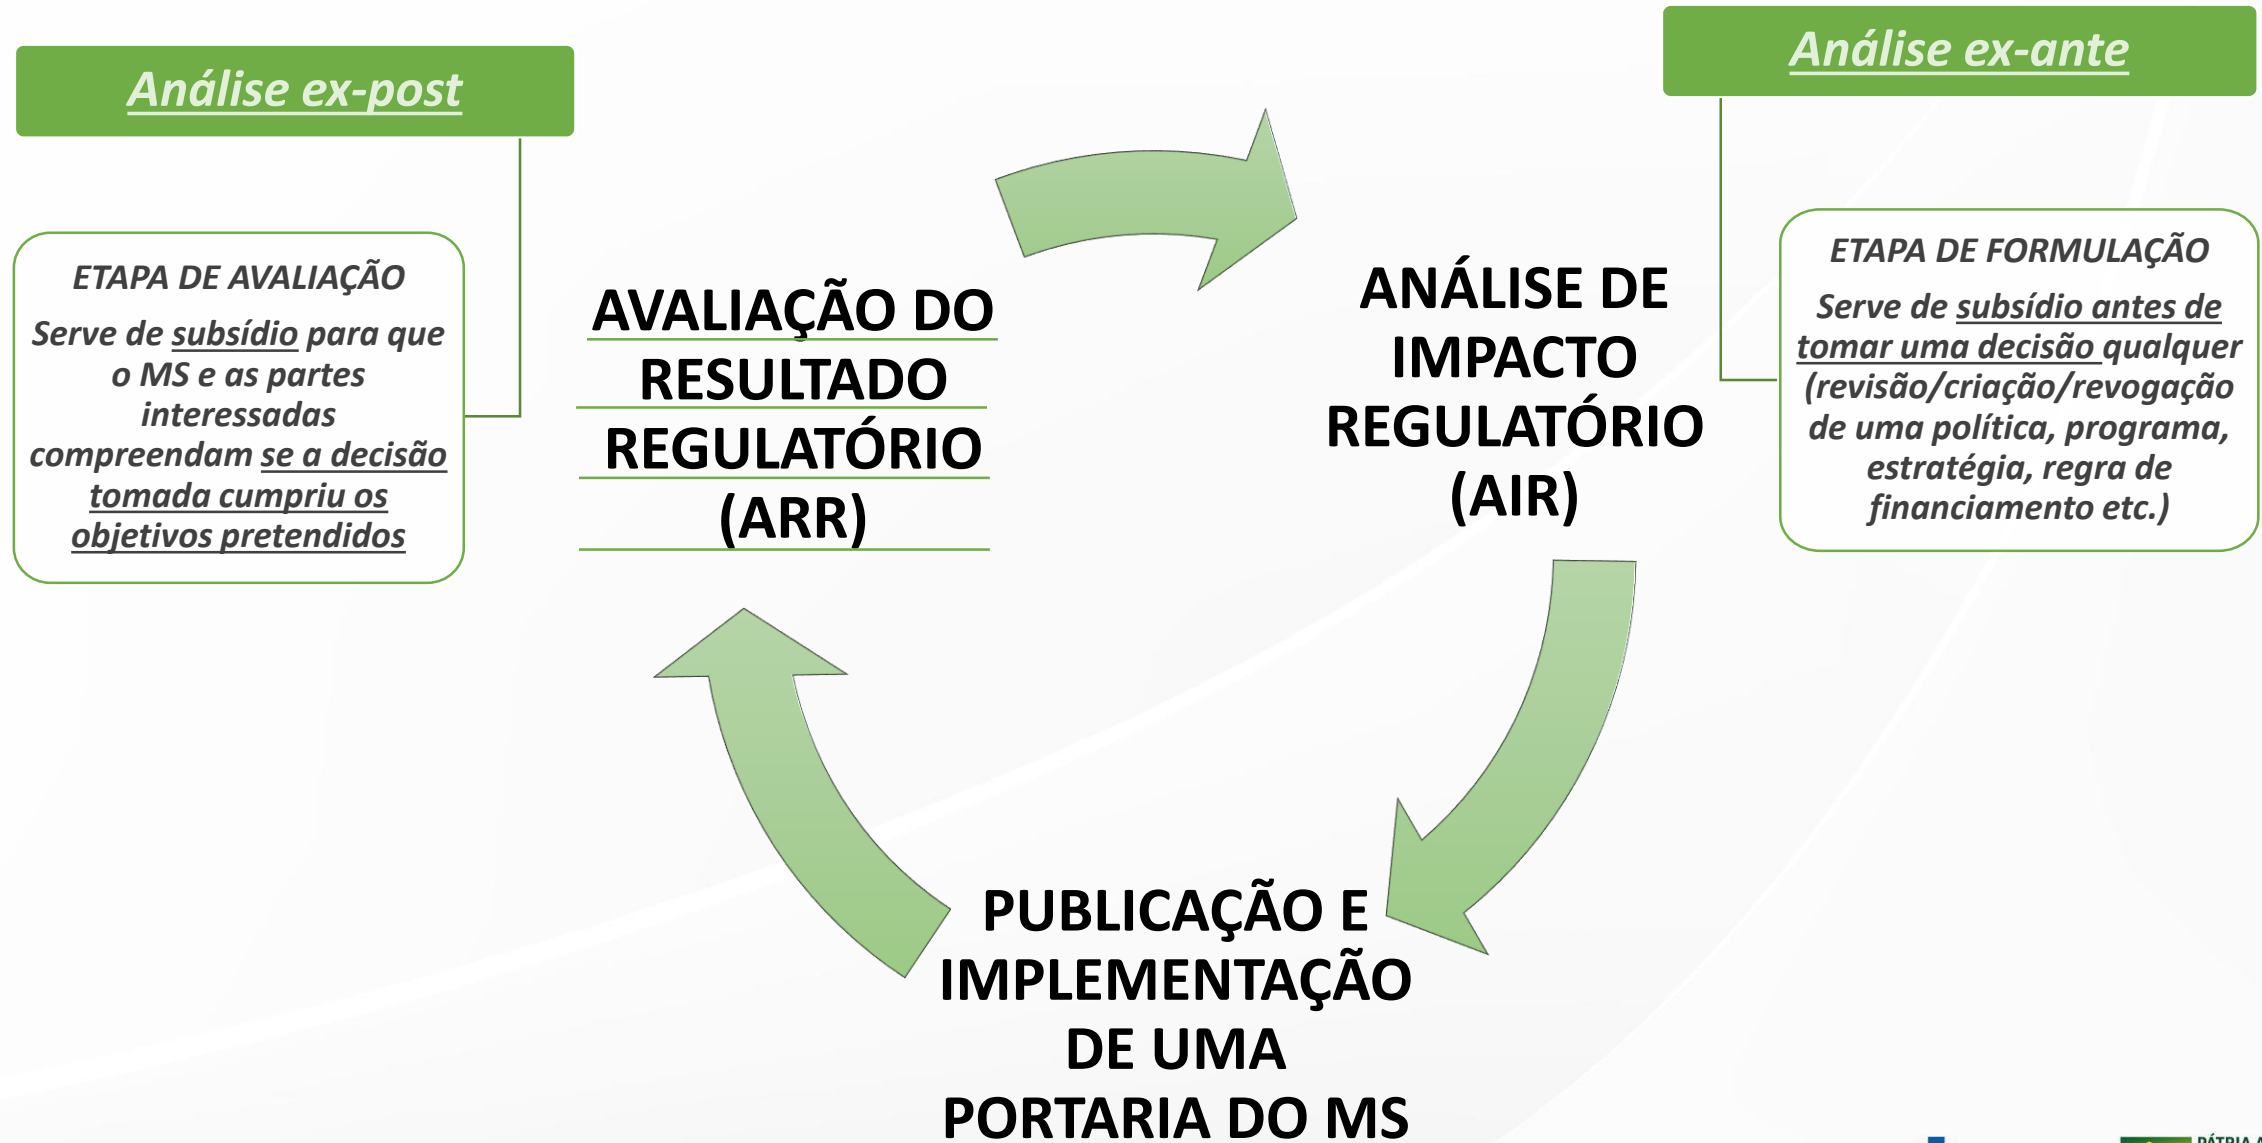 Análise ex-post
ETAPA DE AVALIAÇÃO
Serve de subsídio para que
o MS e as partes
interessadas
compreendam se a decisão
tomada cumpriu os
objetivos pretendidos
AVALIAÇÃO DO
RESULTADO
REGULATÓRIO
(ARR)
Análise ex-ante
ETAPA DE FORMULAÇÃO
Serve de subsídio antes de
tomar uma decisão qualquer
(revisão/criação/revogação
de uma política, programa,
estratégia, regra de
financiamento etc.)
ANÁLISE DE
IMPACTO
REGULATÓRIO
(AIR)
PUBLICAÇÃO E
IMPLEMENTAÇÃO
DE UMA
PORTARIA DO MS
PÁTRIA A